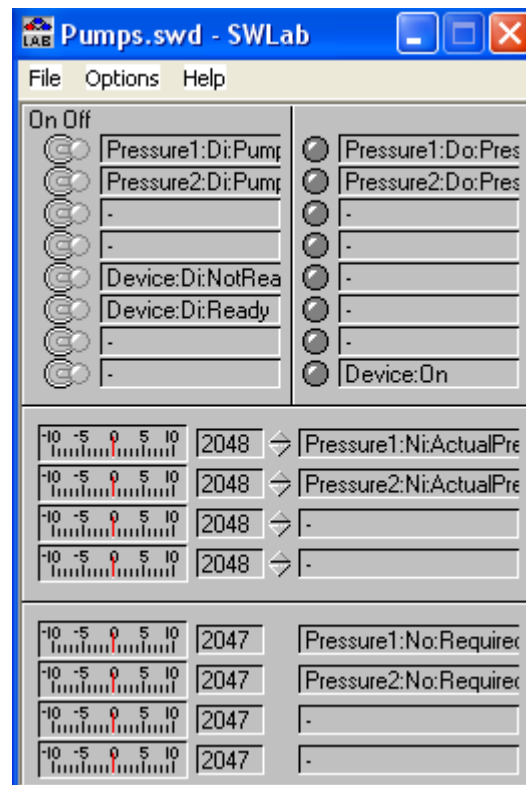 LAB Pumps.swd - SWLab
File Options Help
On Off
Pressure1:Di:Pump
Pressure2:Di:Pump
-
-
Device:Di:NotRea
Device:Di:Ready
-
-
Pressure1:Do:Pres
Pressure2:Do:Pres
-
-
-
-
-
Device:On
-10 -5 0 5 10 2048 Pressure1:Ni:ActualPre
-10 -5 0 5 10 2048 Pressure2:Ni:ActualPre
-10 -5 0 5 10 2048 -
-10 -5 0 5 10 2048 -
-10 -5 0 5 10 2047 Pressure1:No:Required
-10 -5 0 5 10 2047 Pressure2:No:Required
-10 -5 0 5 10 2047 -
-10 -5 0 5 10 2047 -